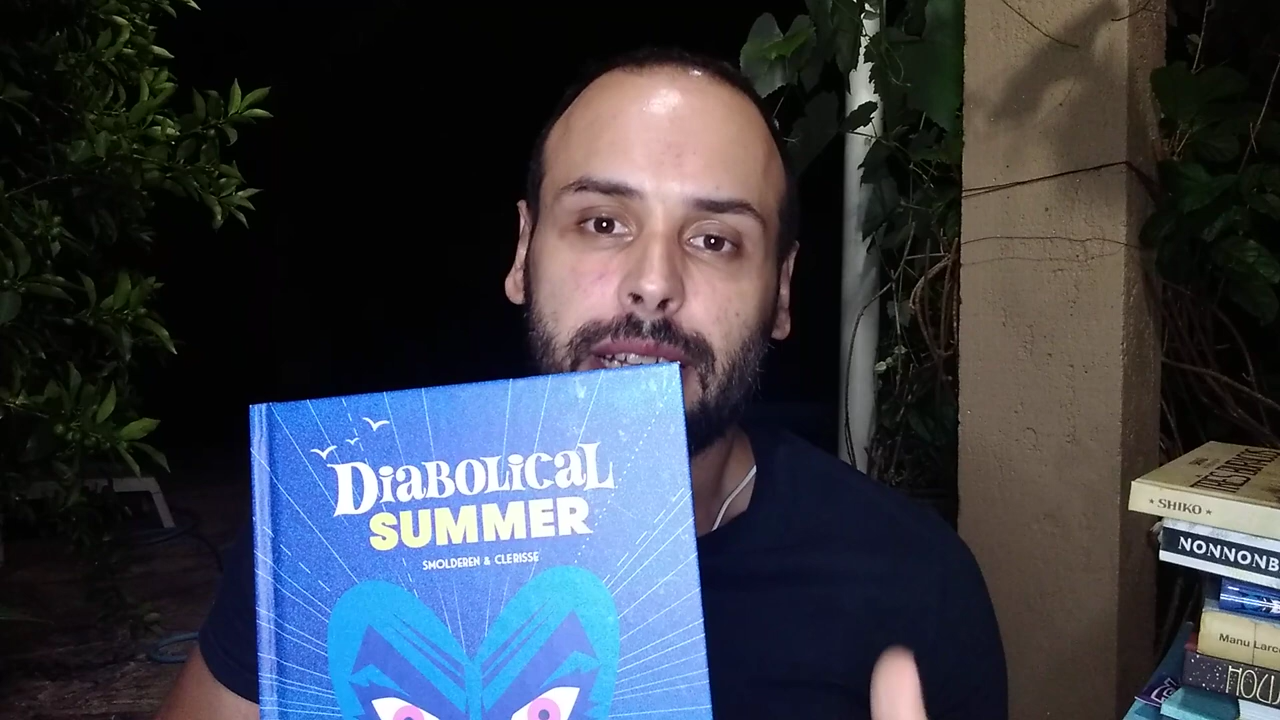 DIABOLICAL
SUMMER
SMOLDEREN & CLERISSE
* SHIKO *
NONNONB
Manu Larc